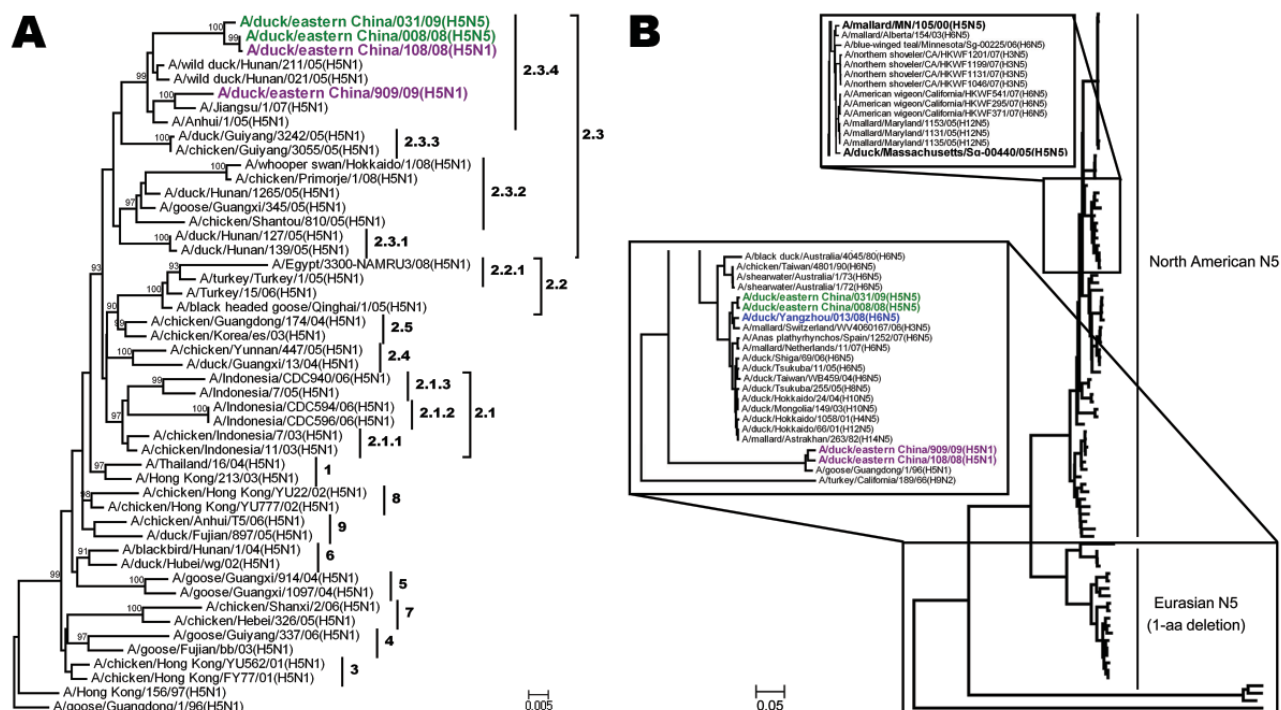 A
A/duck/eastern China/031/09(H5N5)
A/duck/eastern China/008/08(H5N5)
A/duck/eastern China/108/08(H5N1)
A/wild duck/Hunan/211/05(H5N1)
A/wild duck/Hunan/021/05(H5N1)
A/duck/eastern China/909/09(H5N1)
A/Jiangsu/1/07(H5N1)
A/Anhui/1/05(H5N1)
A/duck/Guiyang/3242/05(H5N1)
A/chicken/Guiyang/3055/05(H5N1)
A/whooper swan/Hokkaido/1/08(H5N1)
A/chicken/Primorje/1/08(H5N1)
A/duck/Hunan/1265/05(H5N1)
A/goose/Guangxi/345/05(H5N1)
A/chicken/Shantou/810/05(H5N1)
A/duck/Hunan/127/05(H5N1)
A/duck/Hunan/139/05(H5N1)
A/Egypt/3300-NAMRU3/08(H5N1)
A/turkey/Turkey/1/05(H5N1)
A/Turkey/15/06(H5N1)
A/black headed goose/Qinghai/1/05(H5N1)
A/chicken/Guangdong/174/04(H5N1)
A/chicken/Korea/es/03(H5N1)
A/chicken/Yunnan/447/05(H5N1)
A/duck/Guangxi/13/04(H5N1)
A/Indonesia/CDC940/06(H5N1)
A/Indonesia/7/05(H5N1)
A/Indonesia/CDC594/06(H5N1)
A/Indonesia/CDC596/06(H5N1)
A/chicken/Indonesia/7/03(H5N1)
A/chicken/Indonesia/11/03(H5N1)
A/Thailand/16/04(H5N1)
A/Hong Kong/213/03(H5N1)
A/chicken/Hong Kong/YU22/02(H5N1)
A/chicken/Hong Kong/YU777/02(H5N1)
A/chicken/Anhui/T5/06(H5N1)
A/duck/Fujian/897/05(H5N1)
A/blackbird/Hunan/1/04(H5N1)
A/duck/Hubei/wg/02(H5N1)
A/goose/Guangxi/914/04(H5N1)
A/goose/Guangxi/1097/04(H5N1)
A/chicken/Shanxi/2/06(H5N1)
A/chicken/Hebei/326/05(H5N1)
A/goose/Guiyang/337/06(H5N1)
A/goose/Fujian/bb/03(H5N1)
A/chicken/Hong Kong/YU562/01(H5N1)
A/chicken/Hong Kong/FY77/01(H5N1)
A/Hong Kong/156/97(H5N1)
A/goose/Guangdong/1/96(H5N1)
100
99
99
100
100
100
97
100
93
93
100
90
99
100
99
100
97
97
98
91
100
99
100
97
2.3.4
2.3.3
2.3
2.3.2
2.3.1
2.2.1
2.2
2.5
2.4
2.1.3
2.1.2
2.1
2.1.1
1
8
9
6
5
7
4
3
0.005
B
A/mallard/MN/105/00(H5N5)
A/mallard/Alberta/154/03(H6N5)
A/blue-winged teal/Minnesota/Sg-00225/06(H6N5)
A/northern shoveler/CA/HKWF1201/07(H3N5)
A/northern shoveler/CA/HKWF1199/07(H3N5)
A/northern shoveler/CA/HKWF1131/07(H3N5)
A/northern shoveler/CA/HKWF1046/07(H3N5)
A/American wigeon/California/HKWF541/07(H6N5)
A/American wigeon/California/HKWF295/07(H6N5)
A/American wigeon/California/HKWF371/07(H6N5)
A/mallard/Maryland/1153/05(H12N5)
A/mallard/Maryland/1131/05(H12N5)
A/mallard/Maryland/1135/05(H12N5)
A/duck/Massachusetts/Sg-00440/05(H5N5)
A/black duck/Australia/4045/80(H6N5)
A/chicken/Taiwan/4801/90(H6N5)
A/shearwater/Australia/1/73(H6N5)
A/shearwater/Australia/1/72(H6N5)
A/duck/eastern China/031/09(H5N5)
A/duck/eastern China/008/08(H5N5)
A/duck/Yangzhou/013/08(H6N5)
A/mallard/Switzerland/WV4060167/06(H3N5)
A/Anas plathyrhynchos/Spain/1252/07(H6N5)
A/mallard/Netherlands/11/07(H6N5)
A/duck/Shiga/69/06(H6N5)
A/duck/Tsukuba/11/05(H6N5)
A/duck/Taiwan/WB459/04(H6N5)
A/duck/Tsukuba/255/05(H8N5)
A/duck/Hokkaido/24/04(H10N5)
A/duck/Mongolia/149/03(H10N5)
A/duck/Hokkaido/1058/01(H4N5)
A/duck/Hokkaido/66/01(H12N5)
A/mallard/Astrakhan/263/82(H14N5)
A/duck/eastern China/909/09(H5N1)
A/duck/eastern China/108/08(H5N1)
A/goose/Guangdong/1/96(H5N1)
A/turkey/California/189/66(H9N2)
North American N5
Eurasian N5
(1-aa deletion)
0.05